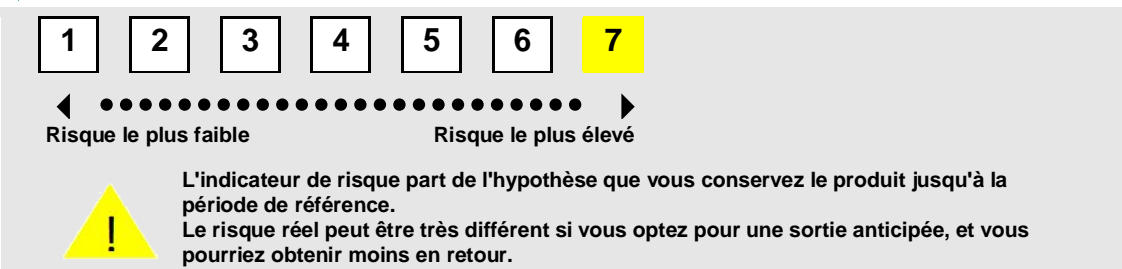 1 2 3 4 5 6 7
Risque le plus faible Risque le plus élevé
L'indicateur de risque part de l'hypothèse que vous conservez le produit jusqu'à la
période de référence.
Le risque réel peut être très différent si vous optez pour une sortie anticipée, et vous
pourriez obtenir moins en retour.
!